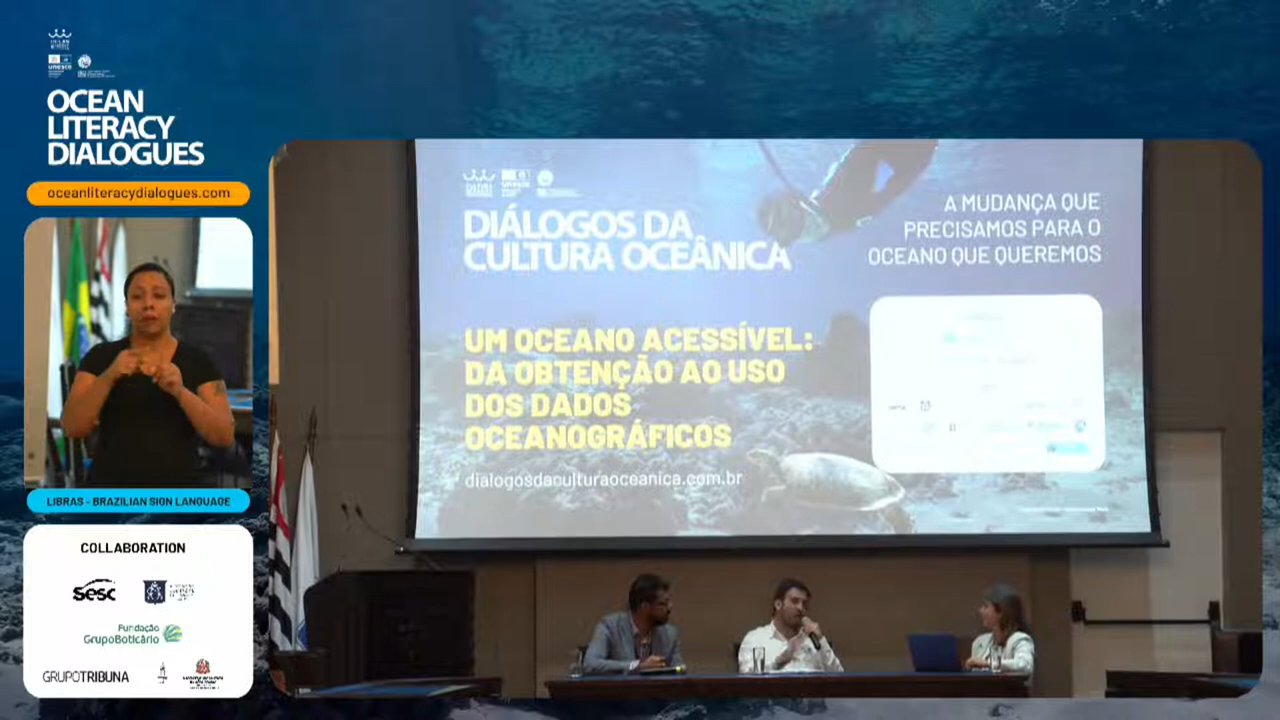 unesco
OCEAN
LITERACY
DIALOGUES
oceanliteracydialogues.com
LIBRAS - BRAZILIAN SIGN LANGUAGE
COLLABORATION
Sesc
Fundação
GrupoBoticário
GRUPOTRIBUNA
unesco
DIÁLOGOS DA
CULTURA OCEÂNICA
A MUDANÇA QUE
PRECISAMOS PARA O
OCEANO QUE QUEREMOS
UM OCEANO ACESSÍVEL:
DA OBTENÇÃO AO USO
DOS DADOS
OCEANOGRÁFICOS
dialogosdaculturaoceanica.com.br